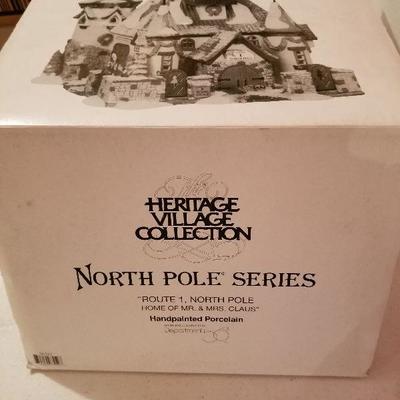 The
HERITAGE
VILLAGE
COLLECTION
NORTH POLE® SERIES
"ROUTE 1, NORTH POLE
HOME OF MR. & MRS. CLAUS"
Handpainted Porcelain
Department 56